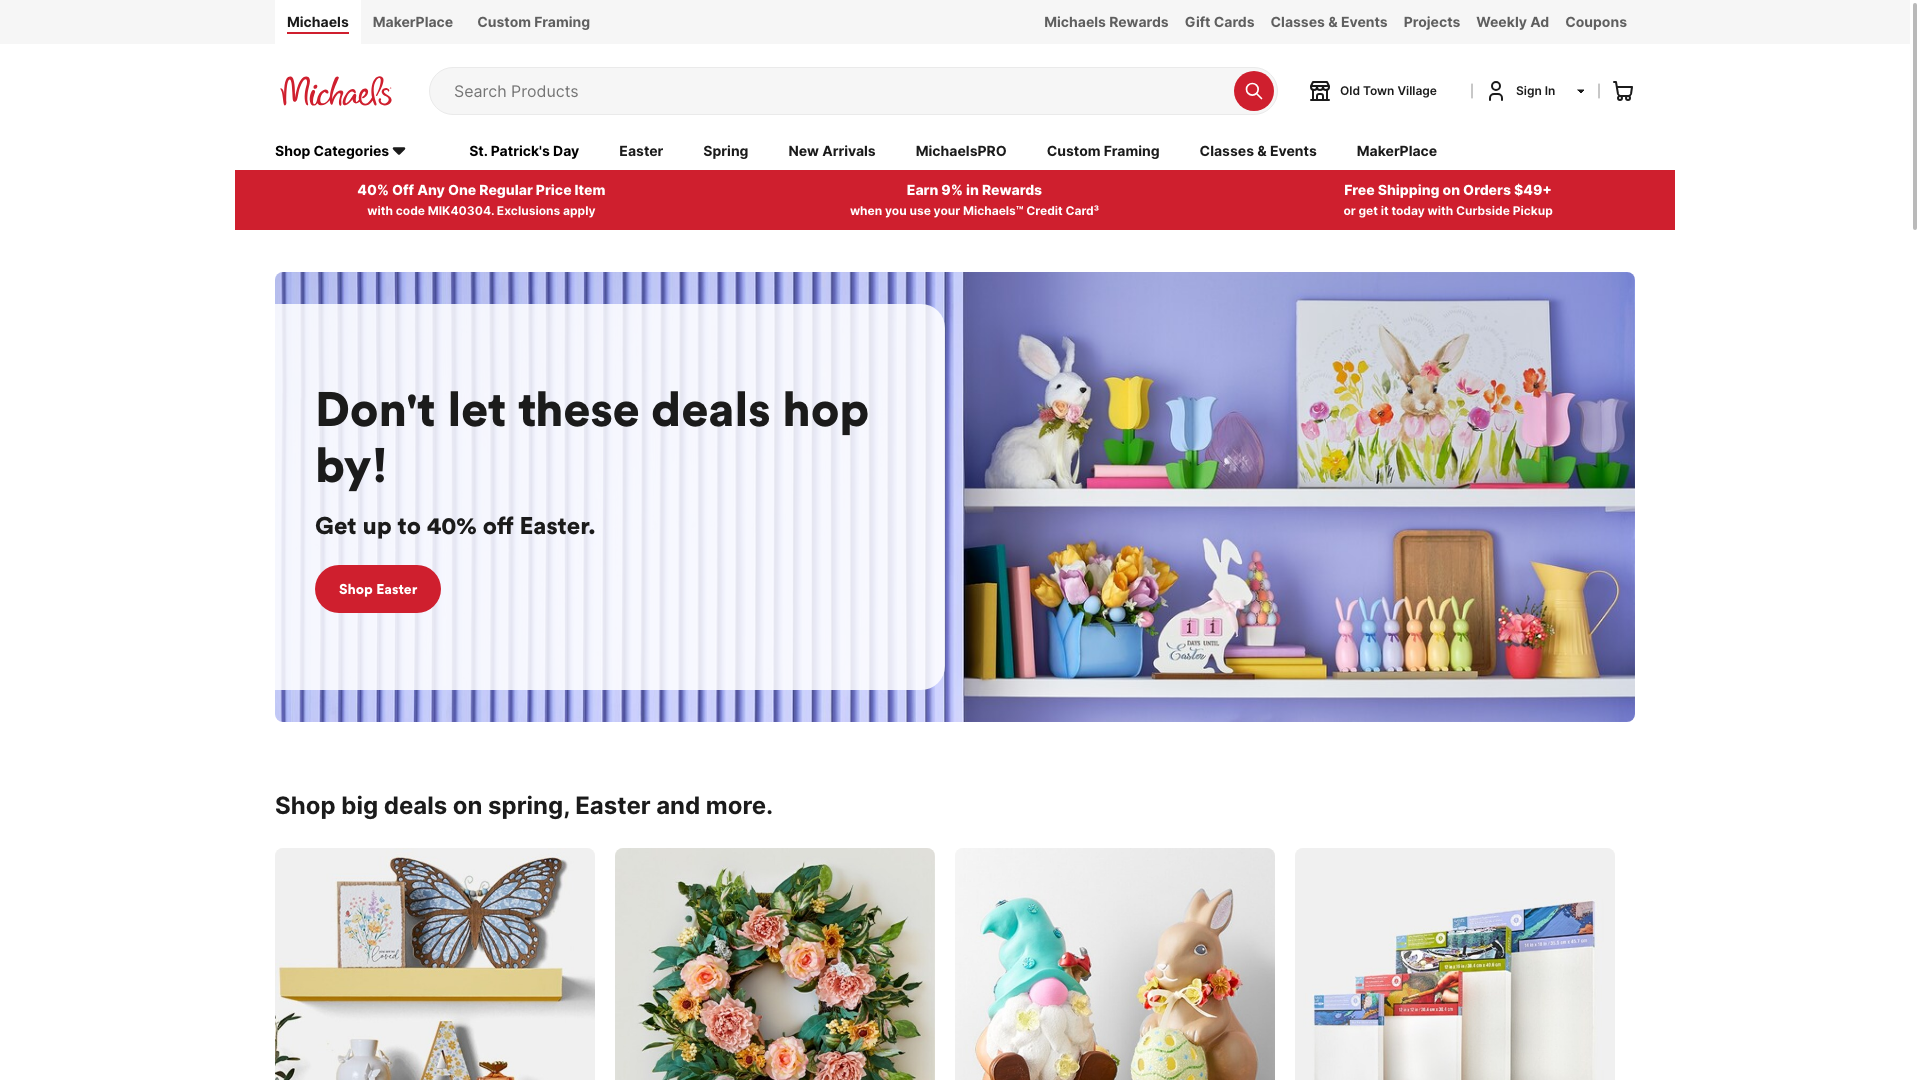 Michaels MakerPlace Custom Framing Michaels Rewards Gift Cards Classes & Events Projects Weekly Ad Coupons
Michaels Search Products Old Town Village Sign In
Shop Categories St. Patrick's Day Easter Spring New Arrivals MichaelsPRO Custom Framing Classes & Events MakerPlace
40% Off Any One Regular Price Item
with code MIK40304. Exclusions apply
Earn 9% in Rewards
when you use your Michaels™ Credit Card³
Free Shipping on Orders $49+
or get it today with Curbside Pickup
Don't let these deals hop
by!
Get up to 40% off Easter.
Shop Easter
1 1
DAYS UNTIL
Easter
Shop big deals on spring, Easter and more.
Loved